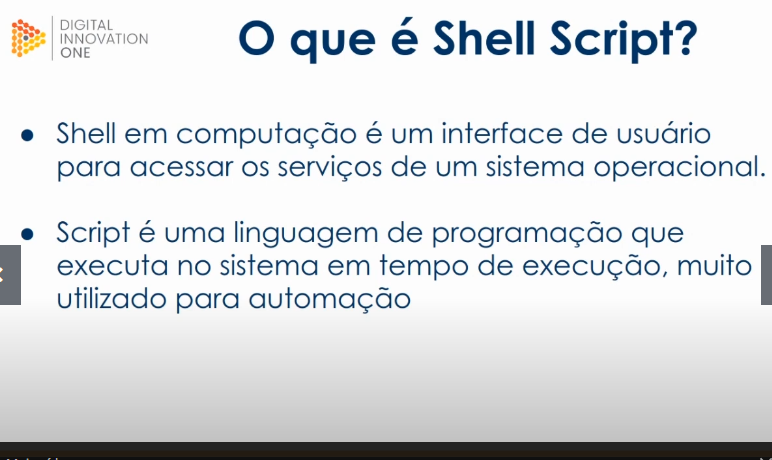 DIGITAL
INNOVATION
ONE
O que é Shell Script?
● Shell em computação é um interface de usuário
para acessar os serviços de um sistema operacional.
● Script é uma linguagem de programação que
executa no sistema em tempo de execução, muito
utilizado para automação